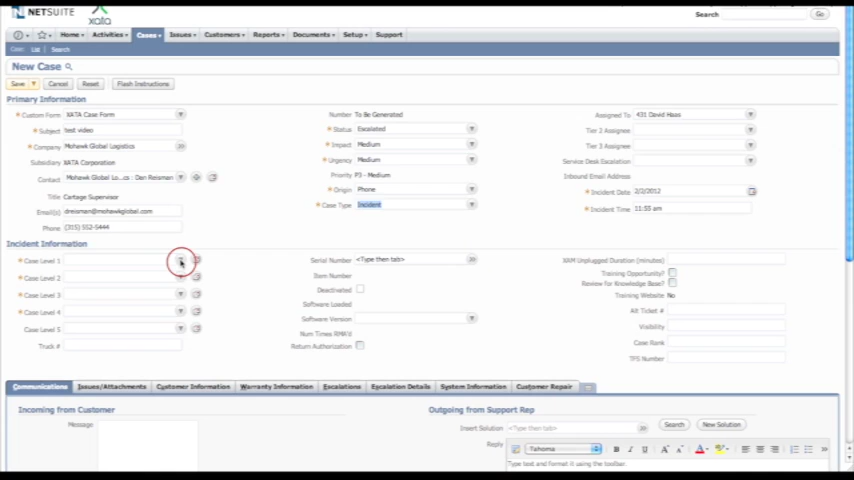 NETSUITE
xata
Search
Go
Home Activities Cases Issues Customers Reports Documents Setup Support
List Search
New Case
Save Cancel Reset Flash Instructions
Primary Information
* Custom Form XATA Case Form
* Subject test video
* Company Mohawk Global Logistics
Subsidiary XATA Corporation
Contact Mohawk Global Lo...cs : Dan Reisman
Title Cartage Supervisor
Email(s) dreisman@mohawkglobal.com
Phone (315) 552-5444
Number To Be Generated
* Status Escalated
* Impact Medium
* Urgency Medium
Priority P3 - Medium
* Origin Phone
* Case Type Incident
Assigned To 431 David Haas
Tier 2 Assignee
Tier 3 Assignee
Service Desk Escalation
Inbound Email Address
* Incident Date 2/2/2012
* Incident Time 11:55 am
Incident Information
* Case Level 1
* Case Level 2
* Case Level 3
* Case Level 4
Case Level 5
Truck #
Serial Number <Type then tab>
Item Number
Deactivated
Software Loaded
Software Version
Num Times RMA'd
Return Authorization
XAM Unplugged Duration (minutes)
Training Opportunity?
Review for Knowledge Base?
Training Website No
Alt Ticket #
Visibility
Case Rank
TFS Number
Communications Issues/Attachments Customer Information Warranty Information Escalations Escalation Details System Information Customer Repair
Incoming from Customer
Message
Outgoing from Support Rep
Insert Solution <Type then tab> Search New Solution
Reply
Tahoma B I U A A A
Type text and format it using the toolbar.